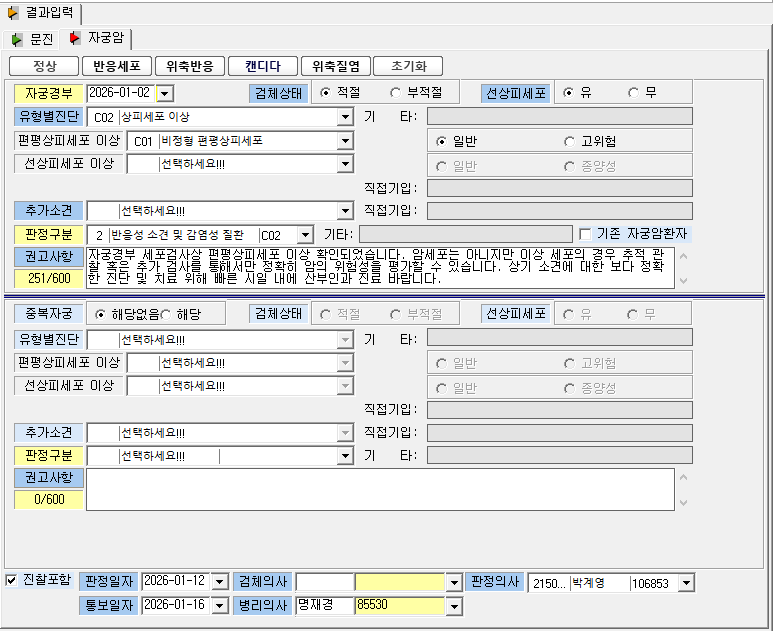 결과입력
문진 자궁암
정상 반응세포 위축반응 캔디다 위축질염 초기화
자궁경부 2026-01-02 검체상태 적절 부적절 선상피세포 유 무
유형별진단 C02 상피세포 이상 기 타:
편평상피세포 이상 C01 비정형 편평상피세포 일반 고위험
선상피세포 이상 선택하세요!!! 일반 종양성
직접기입:
추가소견 선택하세요!!! 직접기입:
판정구분 2 반응성 소견 및 감염성 질환 C02 기타: 기존 자궁암환자
권고사항 자궁경부 세포검사상 편평상피세포 이상 확인되었습니다. 암세포는 아니지만 이상 세포의 경우 추적 관
찰 혹은 추가 검사를 통해서만 정확히 암의 위험성을 평가할 수 있습니다. 상기 소견에 대한 보다 정확
251/600 한 진단 및 치료 위해 빠른 시일 내에 산부인과 진료 바랍니다.
중복자궁 해당없음 해당 검체상태 적절 부적절 선상피세포 유 무
유형별진단 선택하세요!!! 기 타:
편평상피세포 이상 선택하세요!!! 일반 고위험
선상피세포 이상 선택하세요!!! 일반 종양성
직접기입:
추가소견 선택하세요!!! 직접기입:
판정구분 선택하세요!!! 기 타:
권고사항
0/600
진찰포함 판정일자 2026-01-12 검체의사 판정의사 2150... 박계영 106853
통보일자 2026-01-16 병리의사 명재경 85530